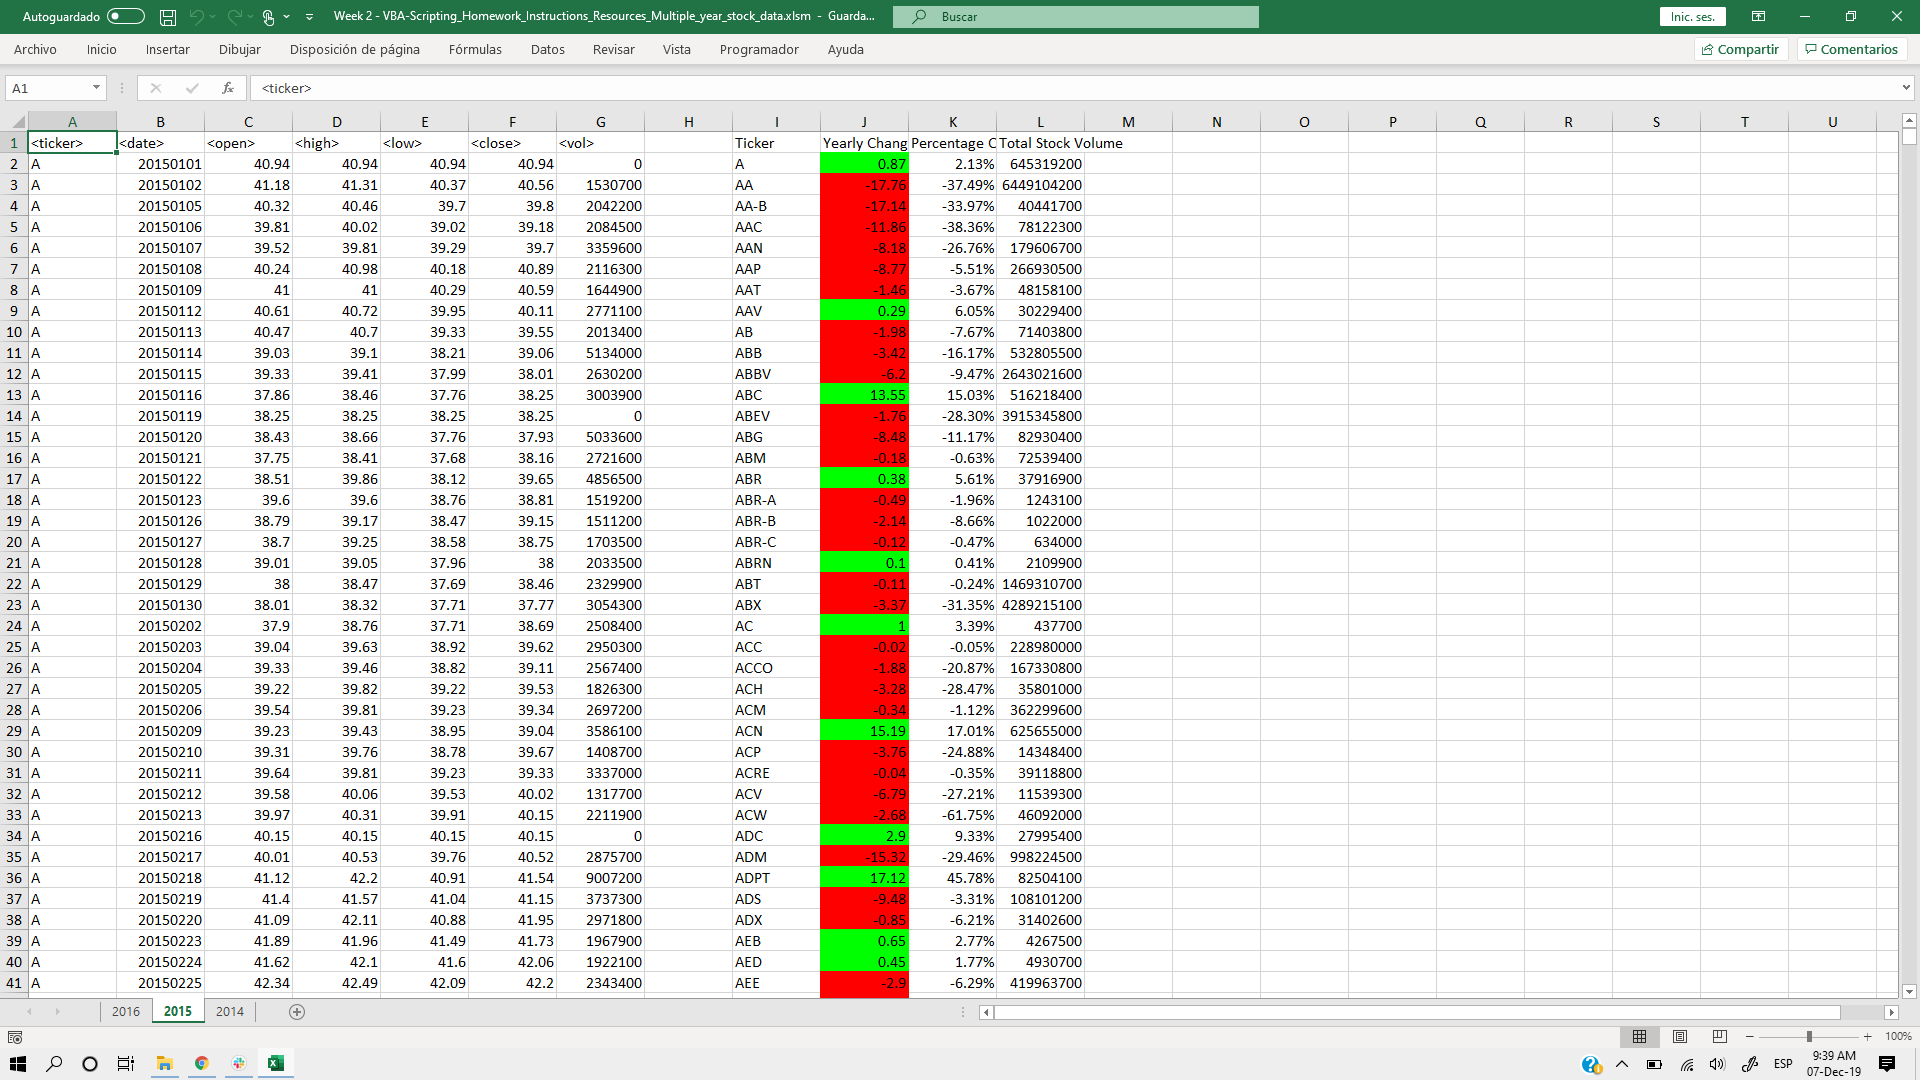 Autoguardado Week 2 - VBA-Scripting_Homework_Instructions_Resources_Multiple_year_stock_data.xlsm - Guarda... Buscar Inic. ses.
Archivo Inicio Insertar Dibujar Disposición de página Fórmulas Datos Revisar Vista Programador Ayuda Compartir Comentarios
A1 fx <ticker>
A B C D E F G H I J K L M N O P Q R S T U
1 <ticker> <date> <open> <high> <low> <close> <vol> Ticker Yearly Chang Percentage C Total Stock Volume
2 A 20150101 40.94 40.94 40.94 40.94 0 A 0.87 2.13% 645319200
3 A 20150102 41.18 41.31 40.37 40.56 1530700 AA -17.76 -37.49% 6449104200
4 A 20150105 40.32 40.46 39.7 39.8 2042200 AA-B -17.14 -33.97% 40441700
5 A 20150106 39.81 40.02 39.02 39.18 2084500 AAC -11.86 -38.36% 78122300
6 A 20150107 39.52 39.81 39.29 39.7 3359600 AAN -8.18 -26.76% 179606700
7 A 20150108 40.24 40.98 40.18 40.89 2116300 AAP -8.77 -5.51% 266930500
8 A 20150109 41 41 40.29 40.59 1644900 AAT -1.46 -3.67% 48158100
9 A 20150112 40.61 40.72 39.95 40.11 2771100 AAV 0.29 6.05% 30229400
10 A 20150113 40.47 40.7 39.33 39.55 2013400 AB -1.98 -7.67% 71403800
11 A 20150114 39.03 39.1 38.21 39.06 5134000 ABB -3.42 -16.17% 532805500
12 A 20150115 39.33 39.41 37.99 38.01 2630200 ABBV -6.2 -9.47% 2643021600
13 A 20150116 37.86 38.46 37.76 38.25 3003900 ABC 13.55 15.03% 516218400
14 A 20150119 38.25 38.25 38.25 38.25 0 ABEV -1.76 -28.30% 3915345800
15 A 20150120 38.43 38.66 37.76 37.93 5033600 ABG -8.48 -11.17% 82930400
16 A 20150121 37.75 38.41 37.68 38.16 2721600 ABM -0.18 -0.63% 72539400
17 A 20150122 38.51 39.86 38.12 39.65 4856500 ABR 0.38 5.61% 37916900
18 A 20150123 39.6 39.6 38.76 38.81 1519200 ABR-A -0.49 -1.96% 1243100
19 A 20150126 38.79 39.17 38.47 39.15 1511200 ABR-B -2.14 -8.66% 1022000
20 A 20150127 38.7 39.25 38.58 38.75 1703500 ABR-C -0.12 -0.47% 634000
21 A 20150128 39.01 39.05 37.96 38 2033500 ABRN 0.1 0.41% 2109900
22 A 20150129 38 38.47 37.69 38.46 2329900 ABT -0.11 -0.24% 1469310700
23 A 20150130 38.01 38.32 37.71 37.77 3054300 ABX -3.37 -31.35% 4289215100
24 A 20150202 37.9 38.76 37.71 38.69 2508400 AC 1 3.39% 437700
25 A 20150203 39.04 39.63 38.92 39.62 2950300 ACC -0.02 -0.05% 228980000
26 A 20150204 39.33 39.46 38.82 39.11 2567400 ACCO -1.88 -20.87% 167330800
27 A 20150205 39.22 39.82 39.22 39.53 1826300 ACH -3.28 -28.47% 35801000
28 A 20150206 39.54 39.81 39.23 39.34 2697200 ACM -0.34 -1.12% 362299600
29 A 20150209 39.23 39.43 38.95 39.04 3586100 ACN 15.19 17.01% 625655000
30 A 20150210 39.31 39.76 38.78 39.67 1408700 ACP -3.76 -24.88% 14348400
31 A 20150211 39.64 39.81 39.23 39.33 3337000 ACRE -0.04 -0.35% 39118800
32 A 20150212 39.58 40.06 39.53 40.02 1317700 ACV -6.79 -27.21% 11539300
33 A 20150213 39.97 40.31 39.91 40.15 2211900 ACW -2.68 -61.75% 46092000
34 A 20150216 40.15 40.15 40.15 40.15 0 ADC 2.9 9.33% 27995400
35 A 20150217 40.01 40.53 39.76 40.52 2875700 ADM -15.32 -29.46% 998224500
36 A 20150218 41.12 42.2 40.91 41.54 9007200 ADPT 17.12 45.78% 82504100
37 A 20150219 41.4 41.57 41.04 41.15 3737300 ADS -9.48 -3.31% 108101200
38 A 20150220 41.09 42.11 40.88 41.95 2971800 ADX -0.85 -6.21% 31402600
39 A 20150223 41.89 41.96 41.49 41.73 1967900 AEB 0.65 2.77% 4267500
40 A 20150224 41.62 42.1 41.6 42.06 1922100 AED 0.45 1.77% 4930700
41 A 20150225 42.34 42.49 42.09 42.2 2343400 AEE -2.9 -6.29% 419963700
2016 2015 2014
100%
ESP 9:39 AM
07-Dec-19